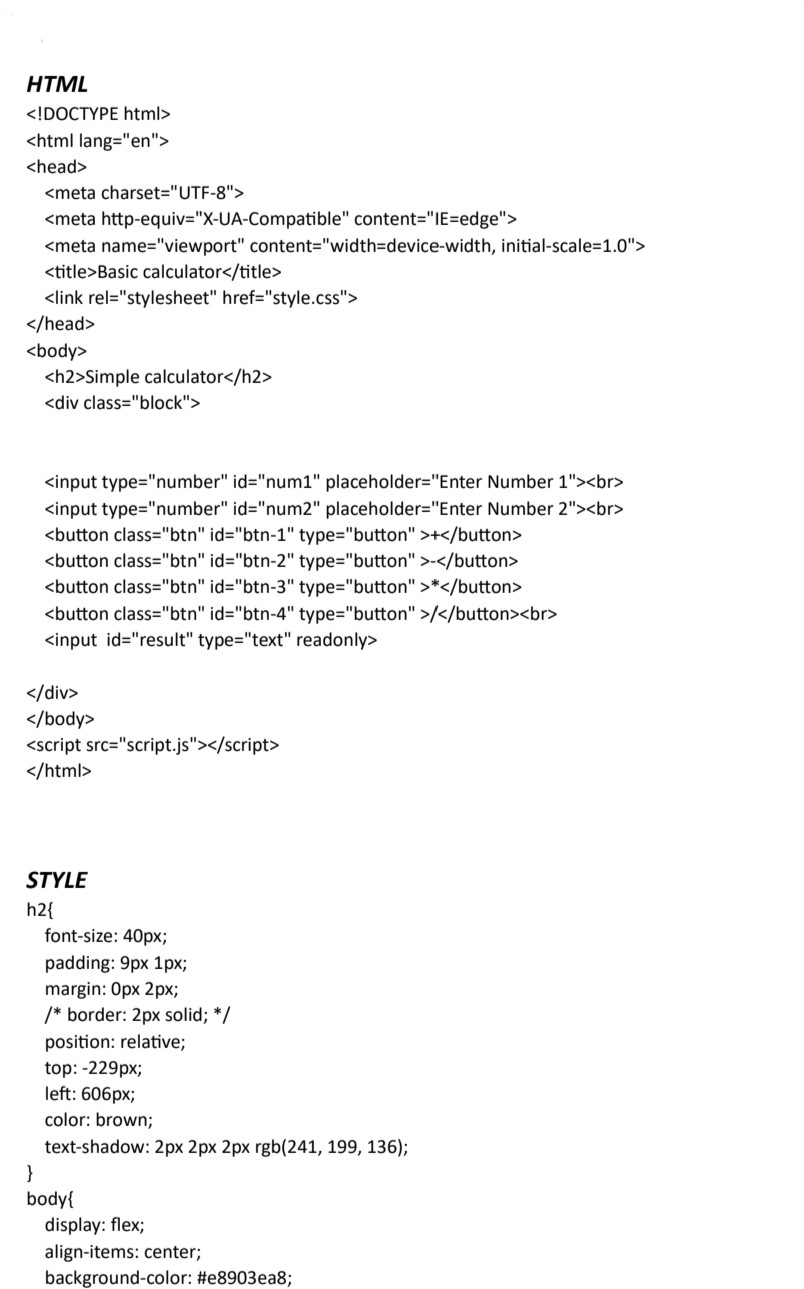 HTML
<!DOCTYPE html>
<html lang="en">
<head>
<meta charset="UTF-8">
<meta http-equiv="X-UA-Compatible" content="IE=edge">
<meta name="viewport" content="width=device-width, initial-scale=1.0">
<title>Basic calculator</title>
<link rel="stylesheet" href="style.css">
</head>
<body>
<h2>Simple calculator</h2>
<div class="block">
<input type="number" id="num1" placeholder="Enter Number 1"><br>
<input type="number" id="num2" placeholder="Enter Number 2"><br>
<button class="btn" id="btn-1" type="button" >+</button>
<button class="btn" id="btn-2" type="button" >-</button>
<button class="btn" id="btn-3" type="button" >*</button>
<button class="btn" id="btn-4" type="button" >/</button><br>
<input  id="result" type="text" readonly>
</div>
</body>
<script src="script.js"></script>
</html>
STYLE
h2{
font-size: 40px;
padding: 9px 1px;
margin: 0px 2px;
/* border: 2px solid; */
position: relative;
top: -229px;
left: 606px;
color: brown;
text-shadow: 2px 2px 2px rgb(241, 199, 136);
}
body{
display: flex;
align-items: center;
background-color: #e8903ea8;